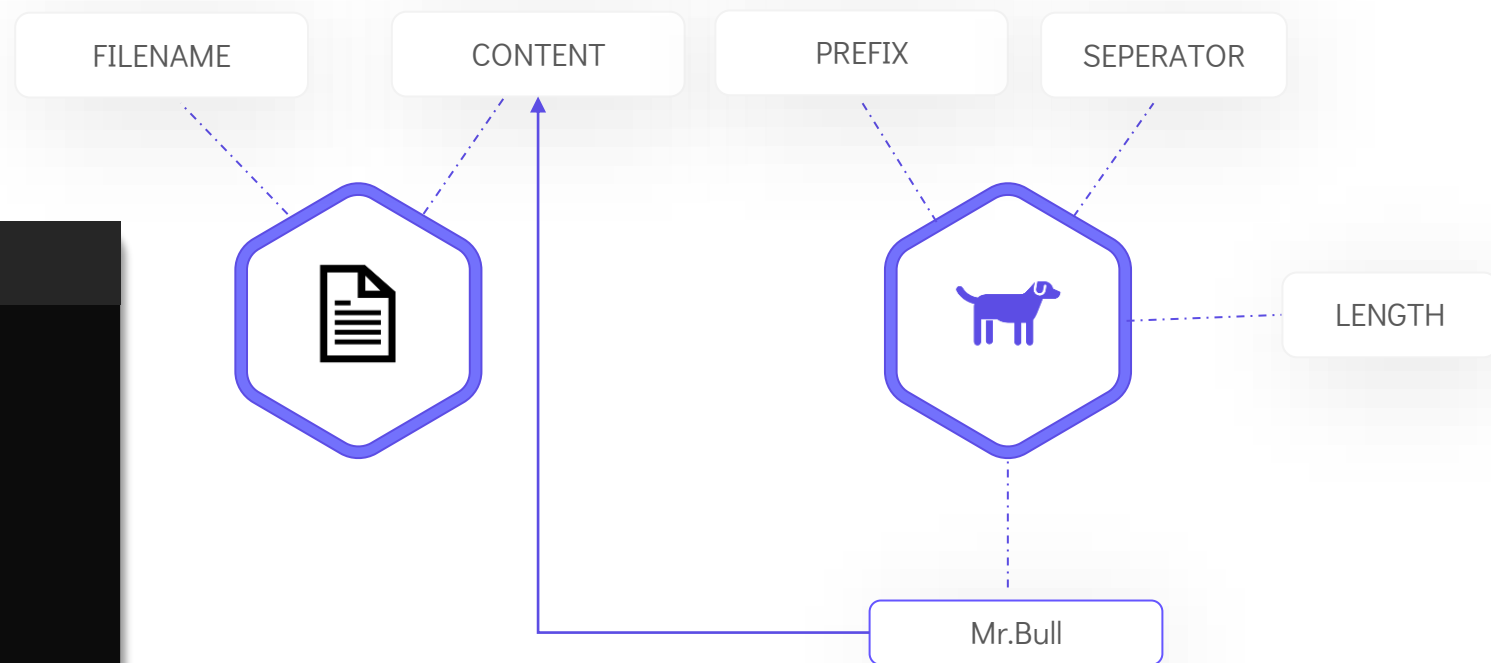 FILENAME
CONTENT
PREFIX
SEPERATOR
LENGTH
Mr.Bull